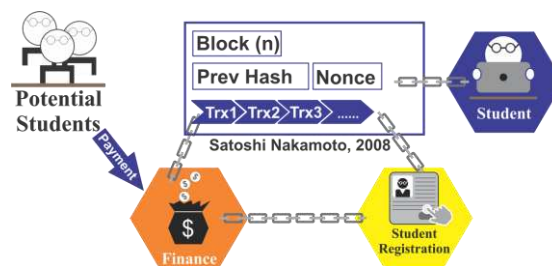 Block (n)
Prev Hash
Nonce
Trx1
Trx2
Trx3
......
Satoshi Nakamoto, 2008
Potential
Students
Payment
$
$
$
$
Finance
Student
Registration
Student